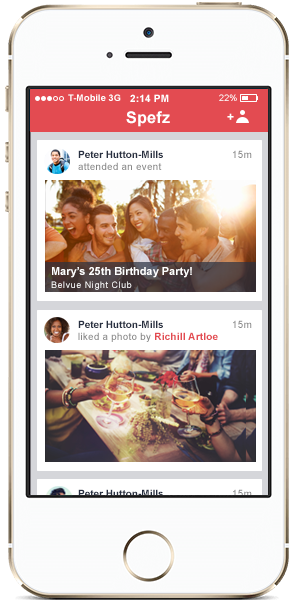 T-Mobile 3G 2:14 PM 22%
Spefz +
Peter Hutton-Mills 15m
attended an event
Mary's 25th Birthday Party!
Belvue Night Club
Peter Hutton-Mills 15m
liked a photo by Richill Artloe
Peter Hutton-Mills 15m